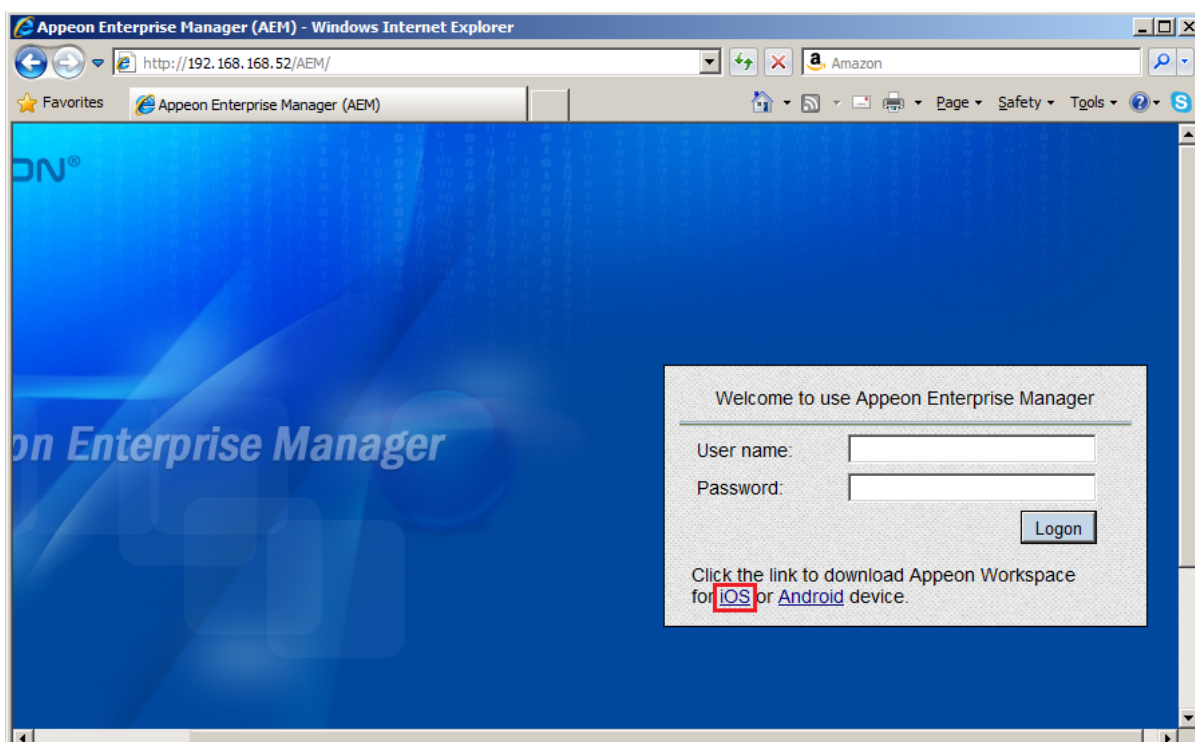 Appeon Enterprise Manager (AEM) - Windows Internet Explorer
http://192.168.168.52/AEM/
Amazon
Favorites
Appeon Enterprise Manager (AEM)
Page
Safety
Tools
ON®
on Enterprise Manager
Welcome to use Appeon Enterprise Manager
User name:
Password:
Logon
Click the link to download Appeon Workspace
for iOS or Android device.